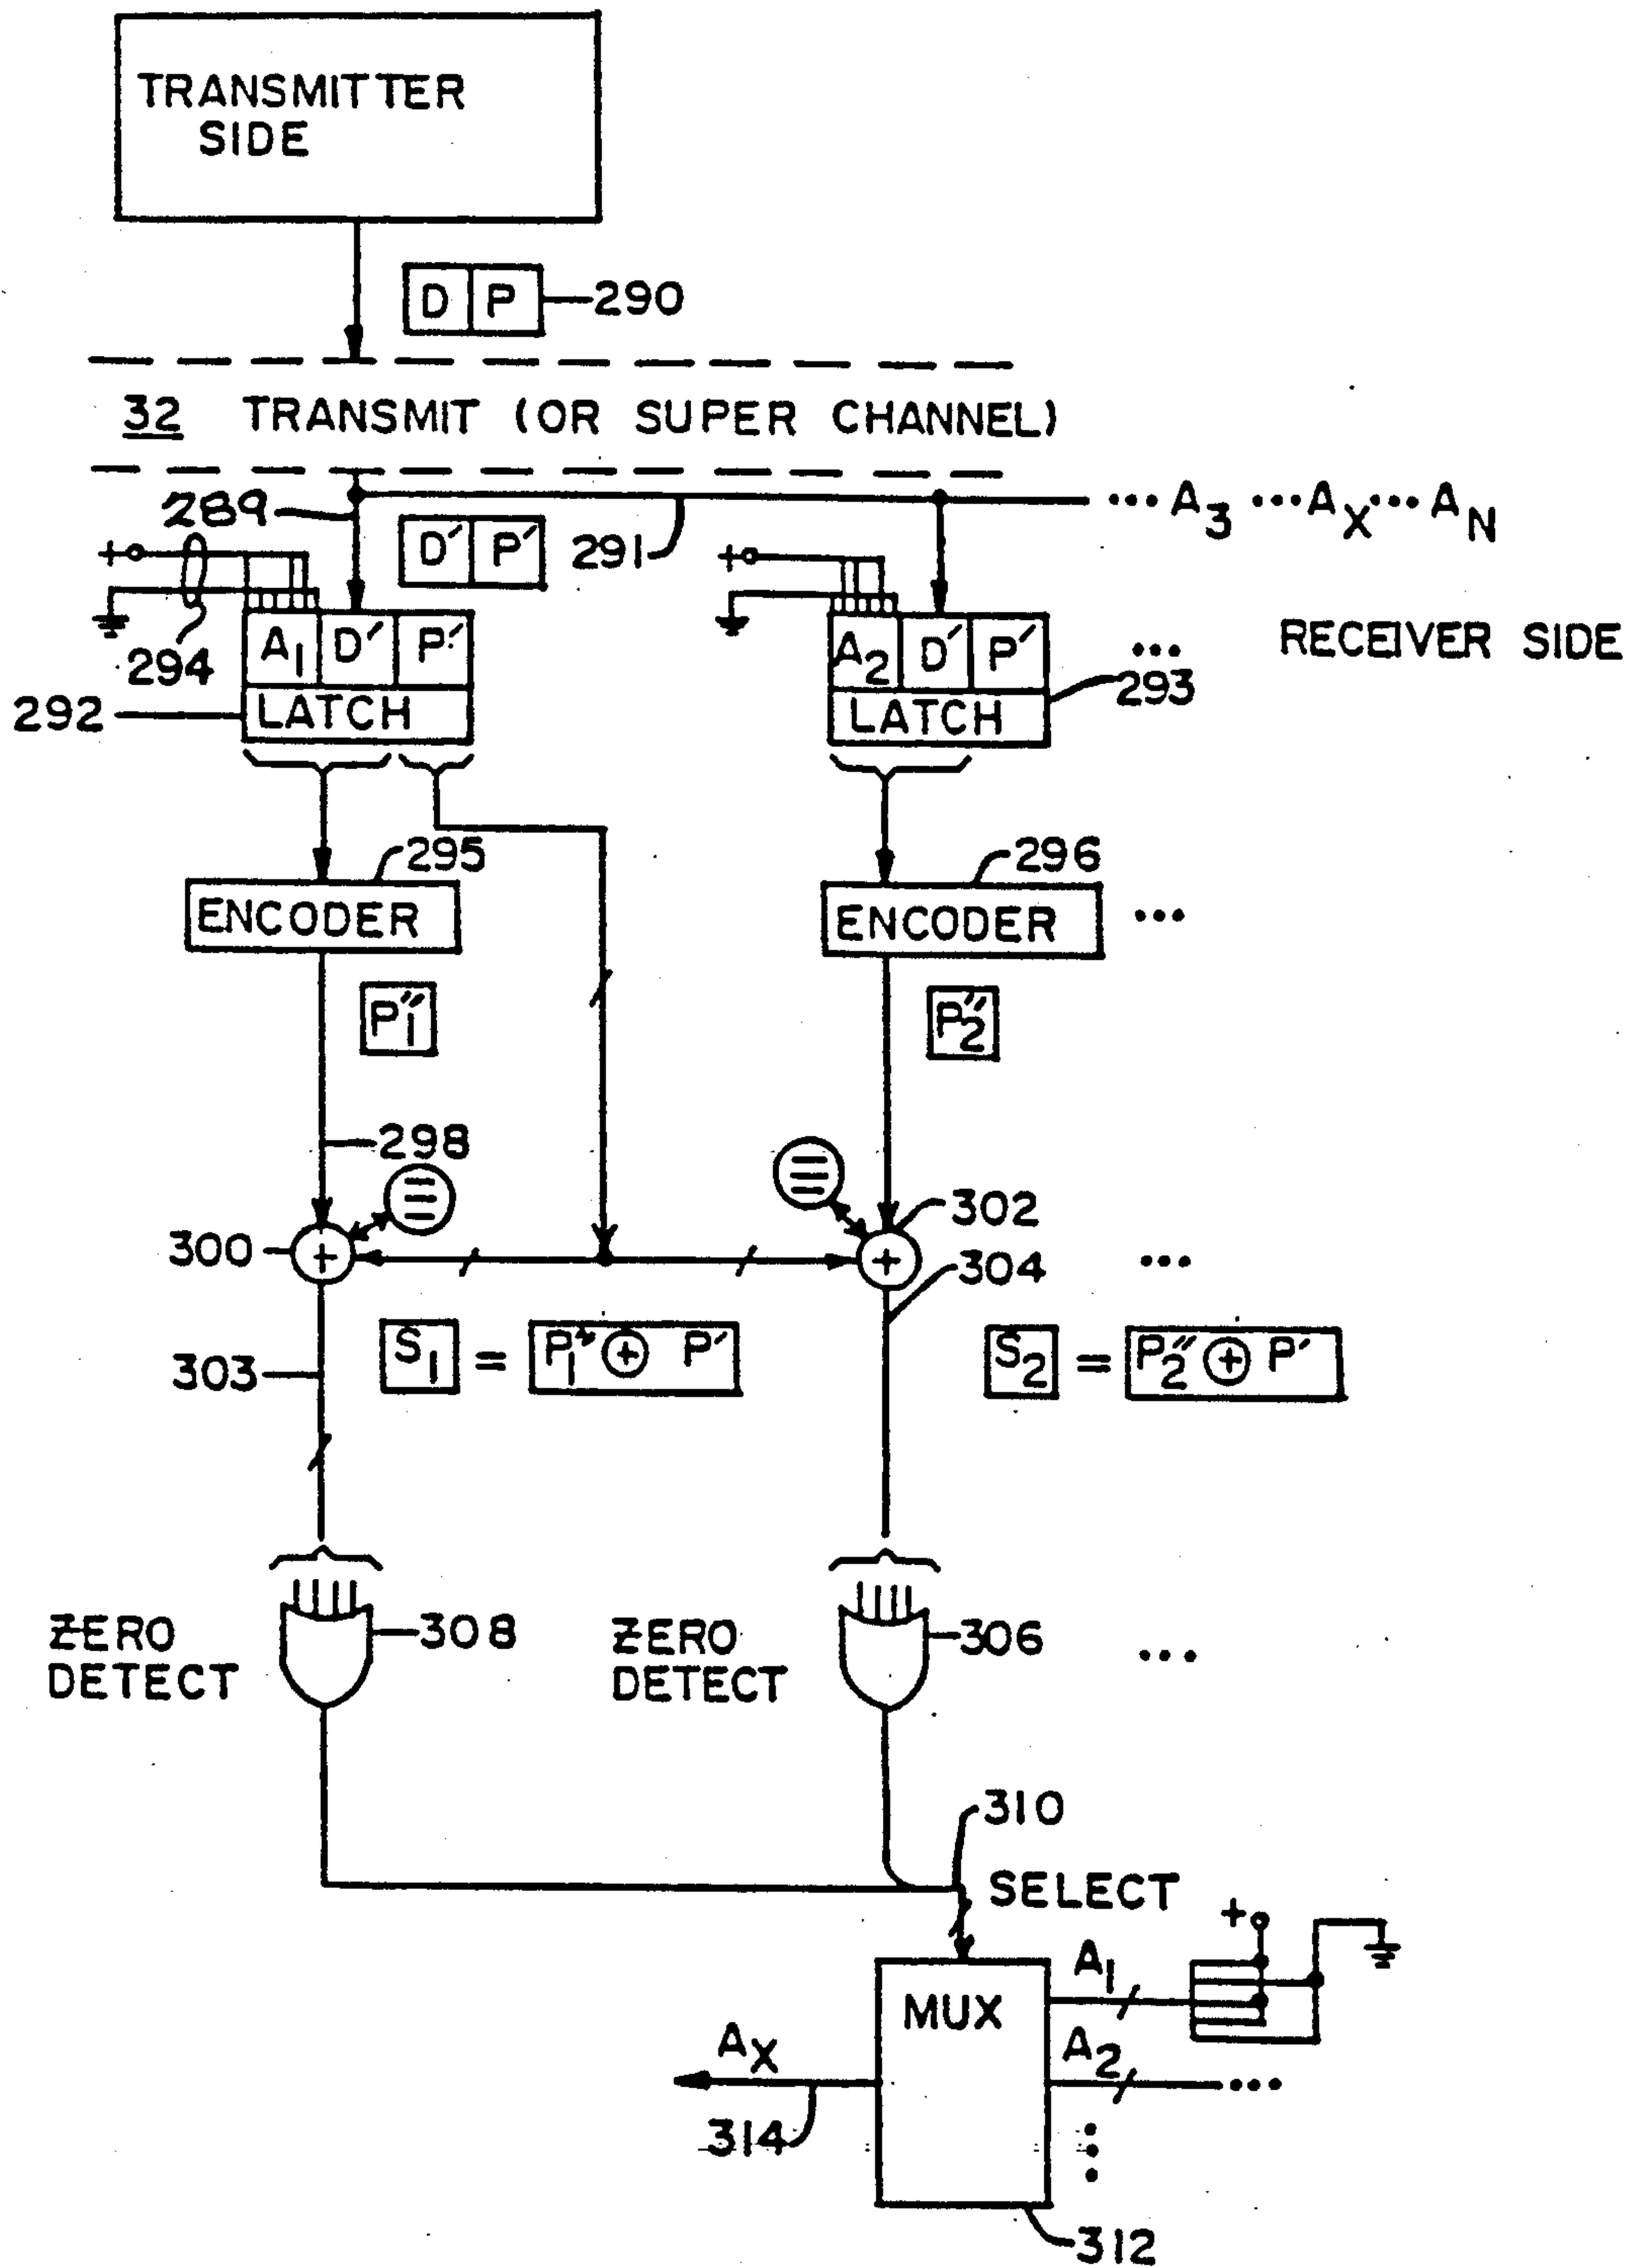 TRANSMITTER
SIDE
D P 290
32 TRANSMIT (OR SUPER CHANNEL)
289 D′ P′ 291 ... A3 ...AX... AN
+ +
294 A1 D′ P′ A2 D′ P′ ... RECEIVER SIDE
292 LATCH LATCH 293
295 296
ENCODER ENCODER ...
P1″ P2″
298
302
300 + + ...
304
S1 = P1″ ⊕ P′ S2 = P2″ ⊕ P′
303
ZERO 308 ZERO 306
DETECT DETECT ...
310
SELECT
+
A1
MUX
AX A2 ...
314
312